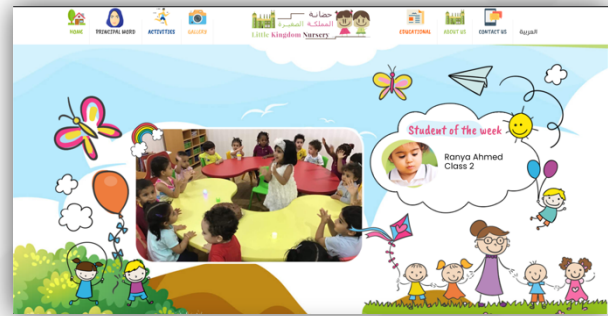 HOME
PRINCIPAL WORD
ACTIVITIES
GALLERY
حضانة
المملكة الصغيرة
Little Kingdom Nursery
EDUCATIONAL
ABOUT US
CONTACT US
العربية
Student of the week
Ranya Ahmed
Class 2